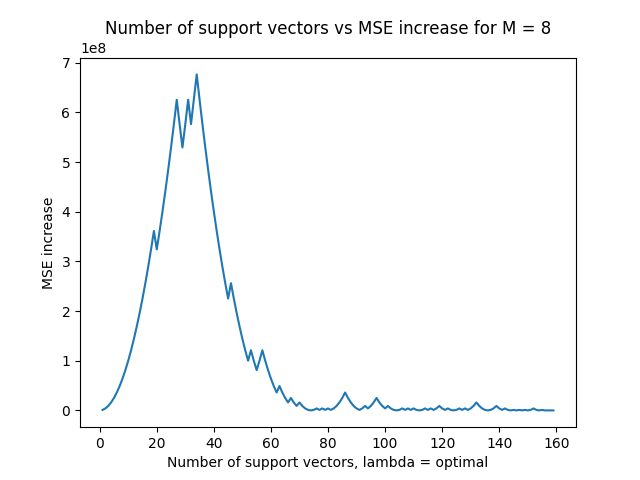 Number of support vectors vs MSE increase for M = 8
1e8
7
6
5
4
3
2
1
0
MSE increase
0 20 40 60 80 100 120 140 160
Number of support vectors, lambda = optimal